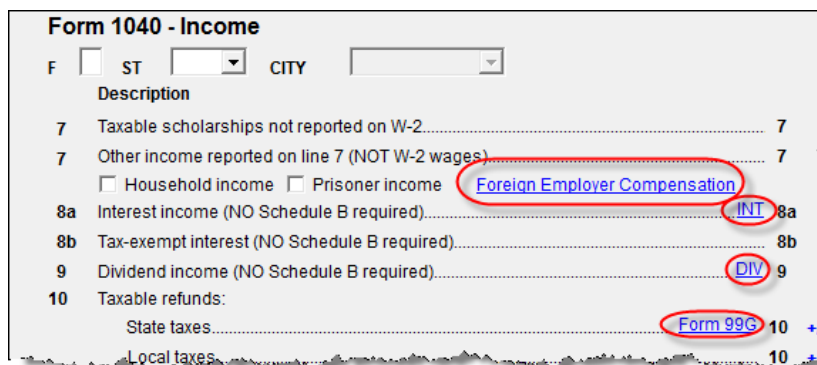 Form 1040 - Income
F ST CITY
Description
7 Taxable scholarships not reported on W-2........ 7
7 Other income reported on line 7 (NOT W-2 wages)........ 7
Household income Prisoner income Foreign Employer Compensation
8a Interest income (NO Schedule B required)........ INT 8a
8b Tax-exempt interest (NO Schedule B required)........ 8b
9 Dividend income (NO Schedule B required)........ DIV 9
10 Taxable refunds:
State taxes........ Form 99G 10 +
Local taxes........ 10 +